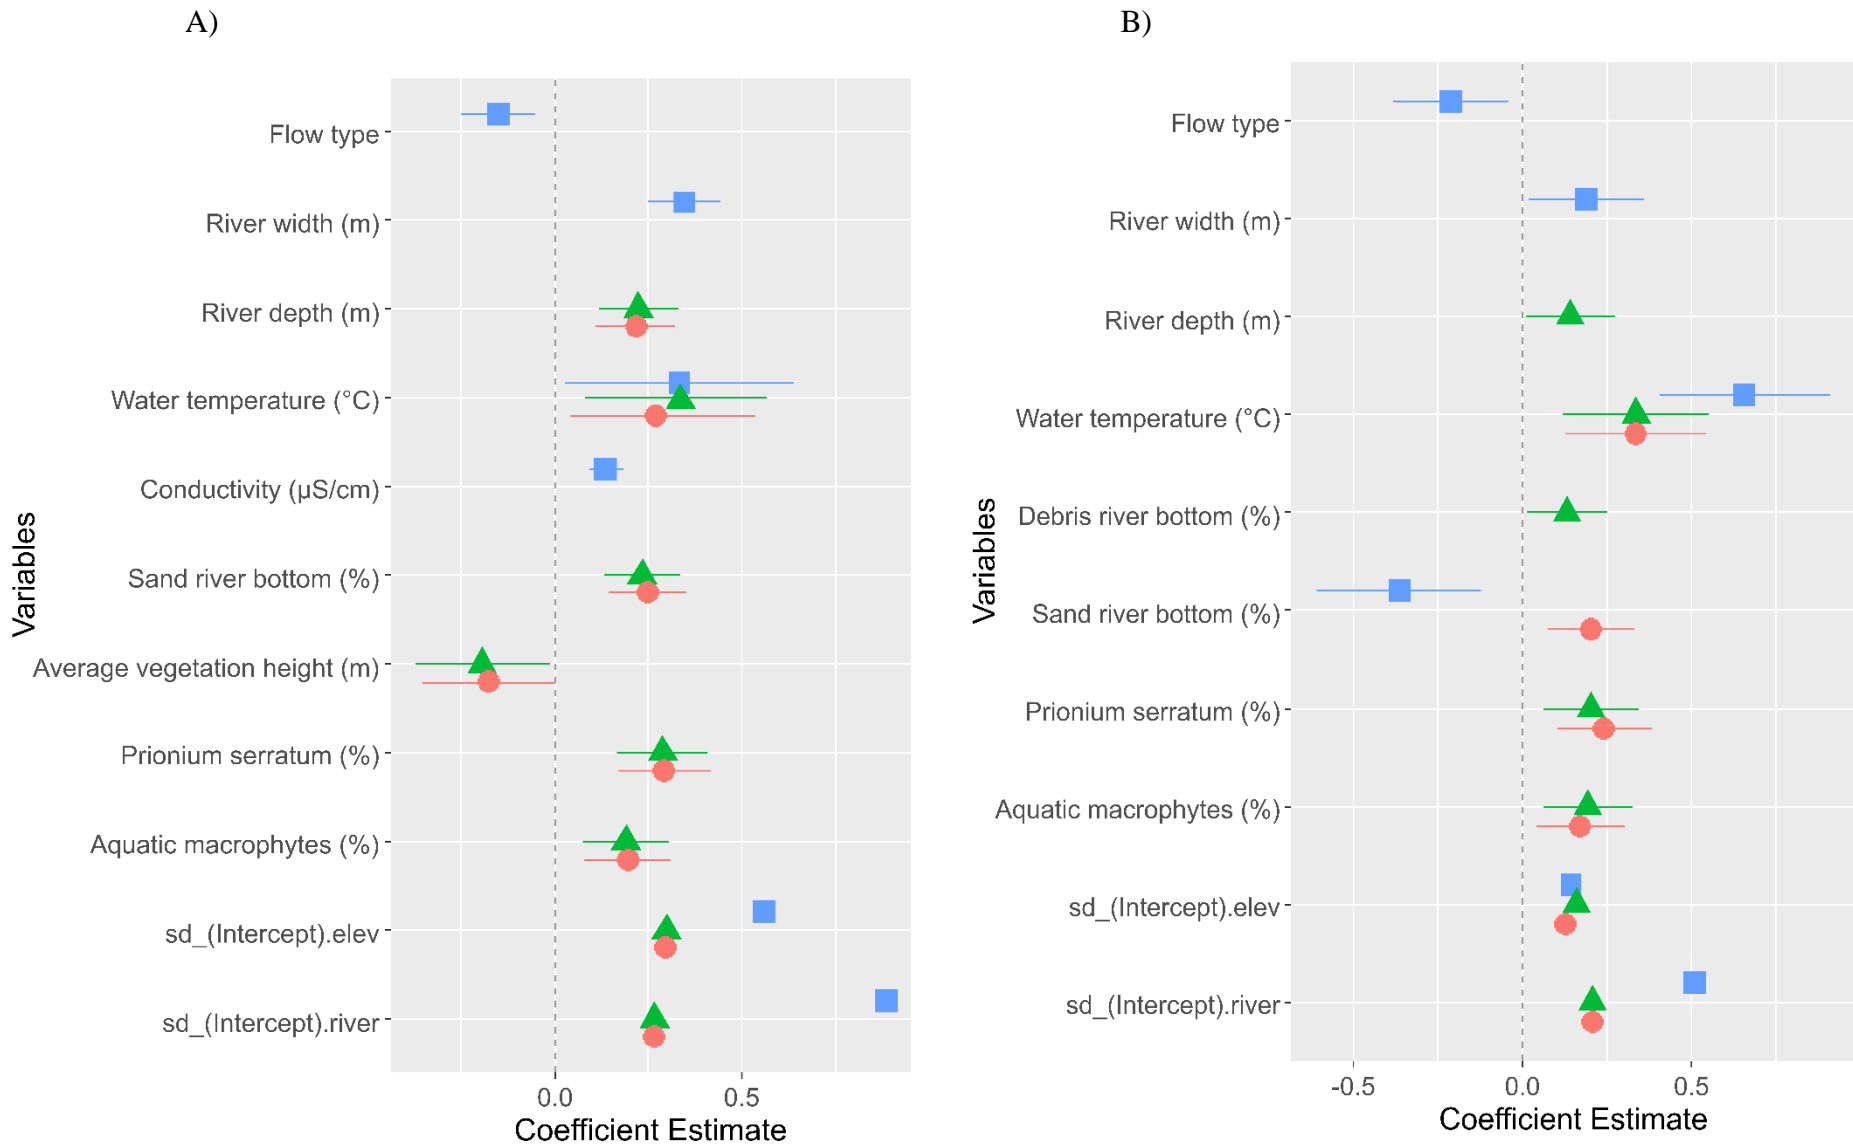 A)
Variables
Flow type
River width (m)
River depth (m)
Water temperature (°C)
Conductivity (µS/cm)
Sand river bottom (%)
Average vegetation height (m)
Prionium serratum (%)
Aquatic macrophytes (%)
sd_(Intercept).elev
sd_(Intercept).river
0.0 0.5
Coefficient Estimate
B)
Variables
Flow type
River width (m)
River depth (m)
Water temperature (°C)
Debris river bottom (%)
Sand river bottom (%)
Prionium serratum (%)
Aquatic macrophytes (%)
sd_(Intercept).elev
sd_(Intercept).river
-0.5 0.0 0.5
Coefficient Estimate